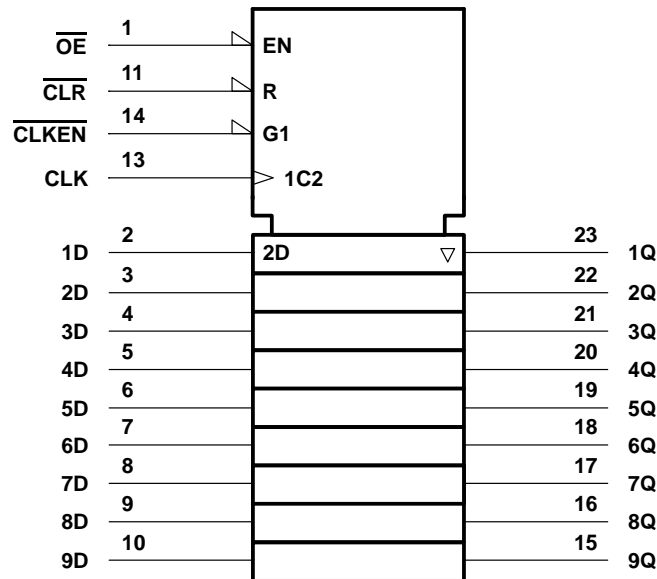 OE 1 EN
CLR 11 R
CLKEN 14 G1
CLK 13 1C2
1D 2 2D 23 1Q
2D 3 22 2Q
3D 4 21 3Q
4D 5 20 4Q
5D 6 19 5Q
6D 7 18 6Q
7D 8 17 7Q
8D 9 16 8Q
9D 10 15 9Q